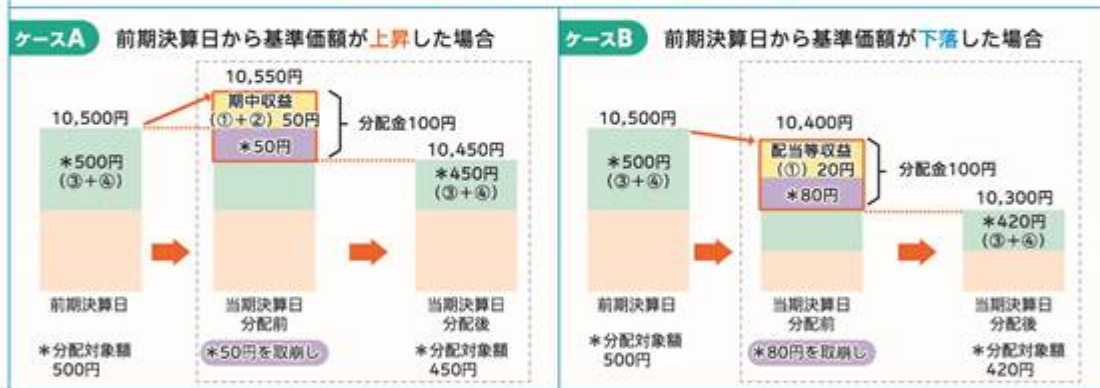 ケースA 前期決算日から基準価額が上昇した場合
10,550円
期中収益
(①+②) 50円
*50円
分配金100円
10,500円
*500円
(③+④)
10,450円
*450円
(③+④)
前期決算日
当期決算日
分配前
当期決算日
分配後
*分配対象額
500円
*50円を取崩し
*分配対象額
450円
ケースB 前期決算日から基準価額が下落した場合
10,500円
*500円
(③+④)
10,400円
配当等収益
(①) 20円
*80円
分配金100円
10,300円
*420円
(③+④)
前期決算日
当期決算日
分配前
当期決算日
分配後
*分配対象額
500円
*80円を取崩し
*分配対象額
420円